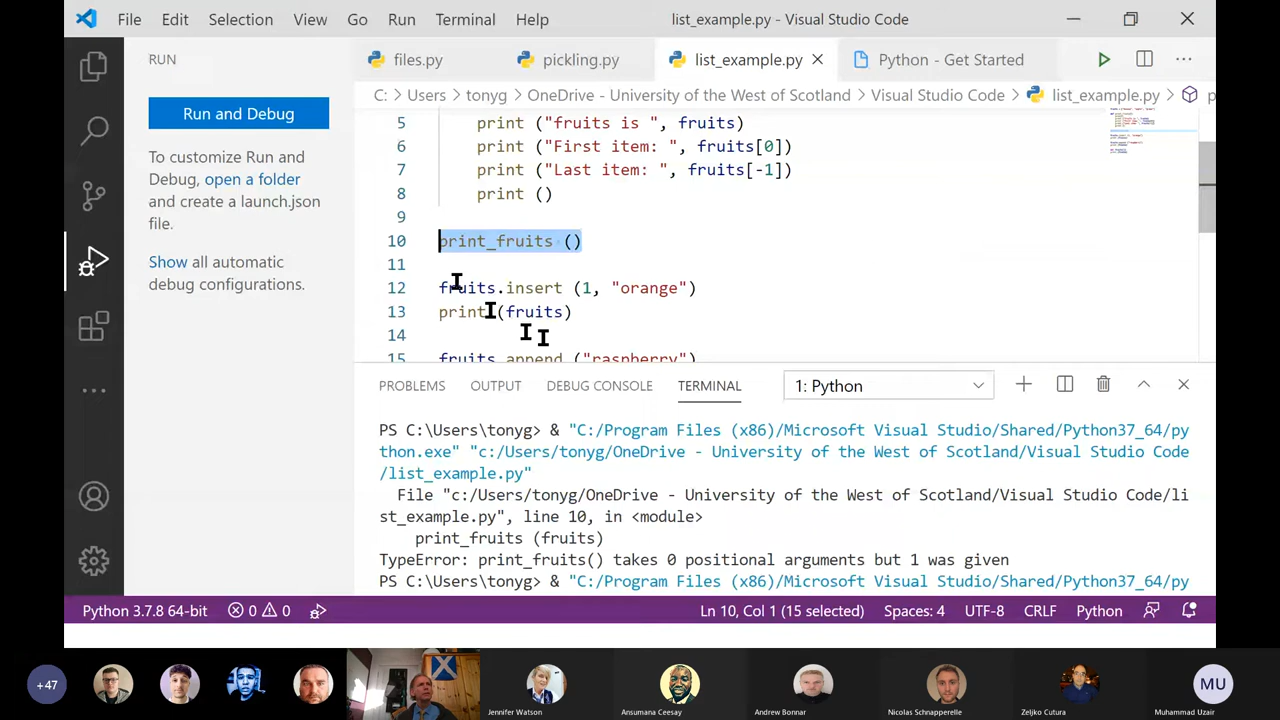 File Edit Selection View Go Run Terminal Help list_example.py - Visual Studio Code
RUN
files.py pickling.py list_example.py Python - Get Started
C: > Users > tonyg > OneDrive - University of the West of Scotland > Visual Studio Code > list_example.py >
Run and Debug
To customize Run and
Debug, open a folder
and create a launch.json
file.
Show all automatic
debug configurations.
5 print ("fruits is ", fruits)
6 print ("First item: ", fruits[0])
7 print ("Last item: ", fruits[-1])
8 print ()
9
10 print_fruits ()
11
12 fruits.insert (1, "orange")
13 print (fruits)
14
15 fruits.append ("raspberry")
PROBLEMS OUTPUT DEBUG CONSOLE TERMINAL 1: Python
PS C:\Users\tonyg> & "C:/Program Files (x86)/Microsoft Visual Studio/Shared/Python37_64/py
thon.exe" "c:/Users/tonyg/OneDrive - University of the West of Scotland/Visual Studio Code
/list_example.py"
File "c:/Users/tonyg/OneDrive - University of the West of Scotland/Visual Studio Code/li
st_example.py", line 10, in <module>
print_fruits (fruits)
TypeError: print_fruits() takes 0 positional arguments but 1 was given
PS C:\Users\tonyg> & "C:/Program Files (x86)/Microsoft Visual Studio/Shared/Python37_64/py
Python 3.7.8 64-bit 0 0 Ln 10, Col 1 (15 selected) Spaces: 4 UTF-8 CRLF Python
+47 MU
Jennifer Watson Ansumana Ceesay Andrew Bonnar Nicolas Schnapperelle Zeljko Cutura Muhammad Uzair